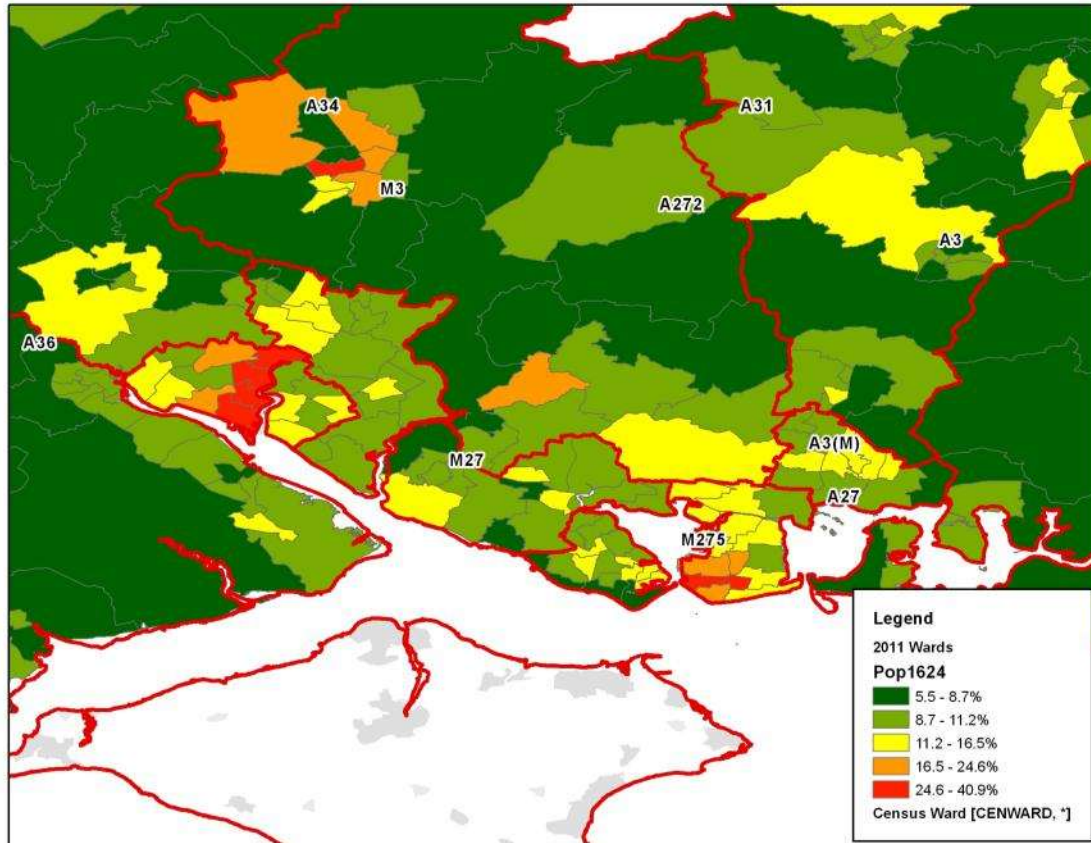 A34
A31
M3
A272
A3
A36
A3(M)
M27
A27
M275
Legend
2011 Wards
Pop1624
5.5 - 8.7%
8.7 - 11.2%
11.2 - 16.5%
16.5 - 24.6%
24.6 - 40.9%
Census Ward [CENWARD, *]